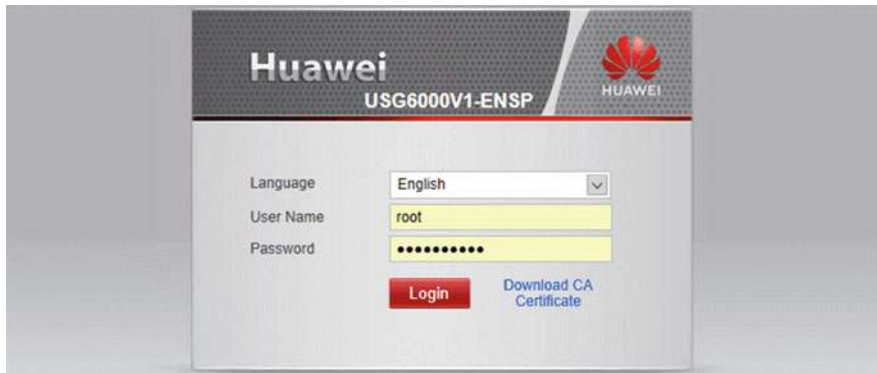 Huawei
USG6000V1-ENSP
HUAWEI
Language English
User Name root
Password ••••••••••
Login
Download CA
Certificate